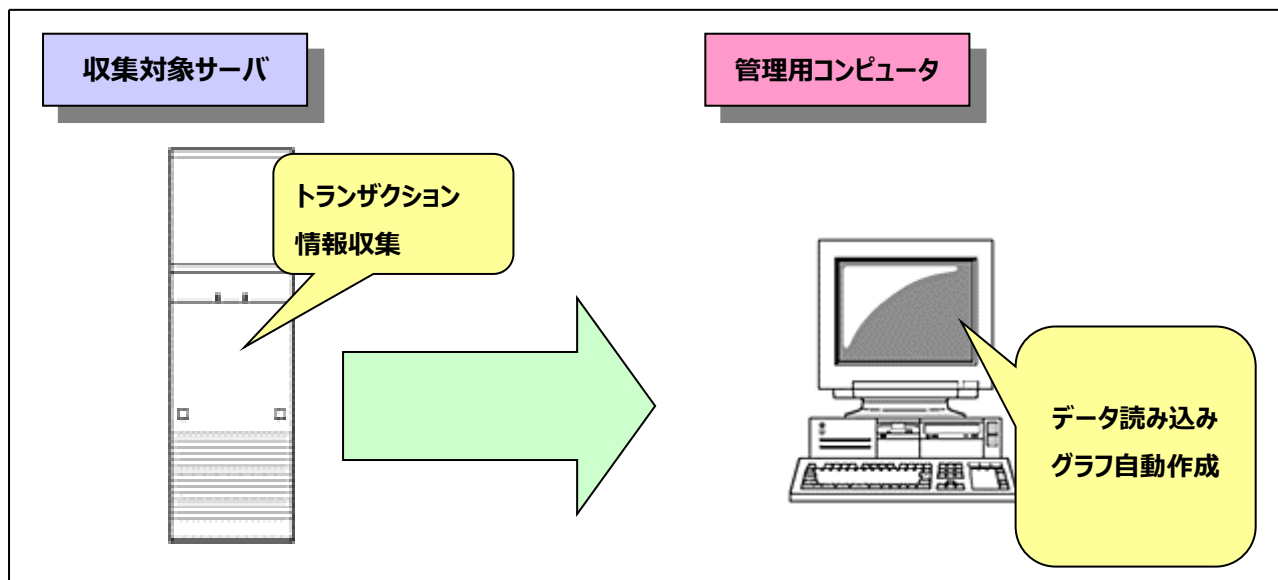 収集対象サーバ
管理用コンピュータ
トランザクション
情報収集
データ読み込み
グラフ自動作成